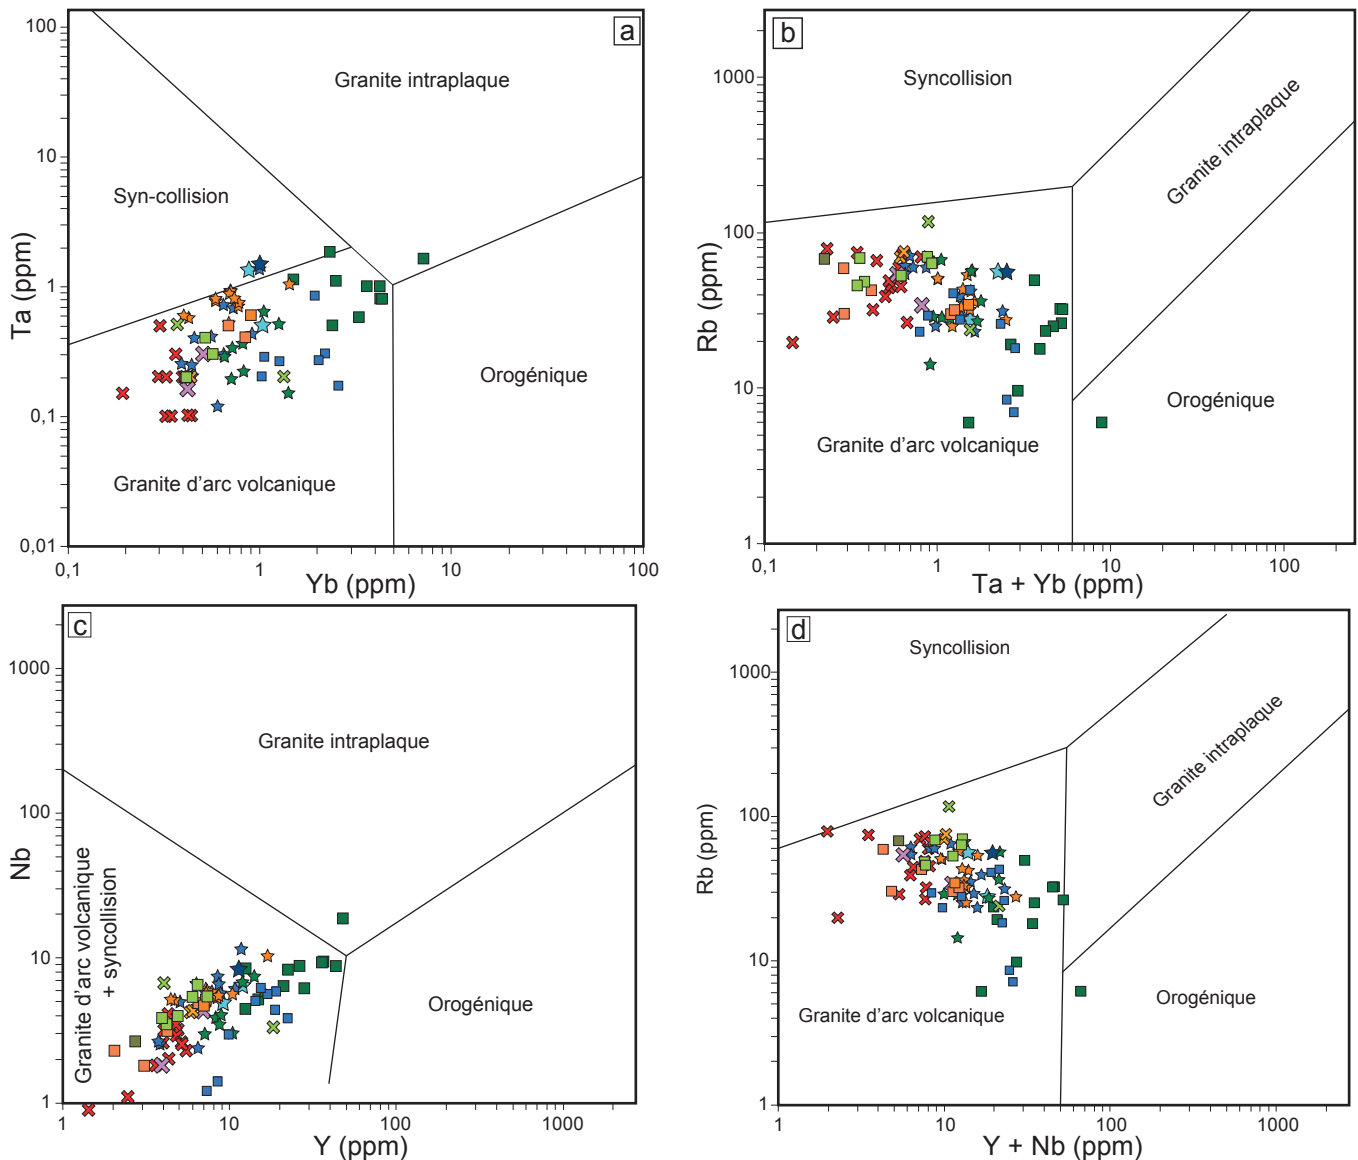 a
100
10
1
0,1
0,01
Ta (ppm)
Granite intraplaque
Syn-collision
Orogénique
Granite d'arc volcanique
0,1
1
10
100
Yb (ppm)
b
1000
100
10
1
Rb (ppm)
Syncollision
Granite intraplaque
Orogénique
Granite d'arc volcanique
0,1
1
10
100
Ta + Yb (ppm)
c
1000
100
10
1
Nb
Granite intraplaque
Granite d'arc volcanique
+ syncollision
Orogénique
1
10
100
1000
Y (ppm)
d
1000
100
10
1
Rb (ppm)
Syncollision
Granite intraplaque
Orogénique
Granite d'arc volcanique
1
10
100
1000
Y + Nb (ppm)